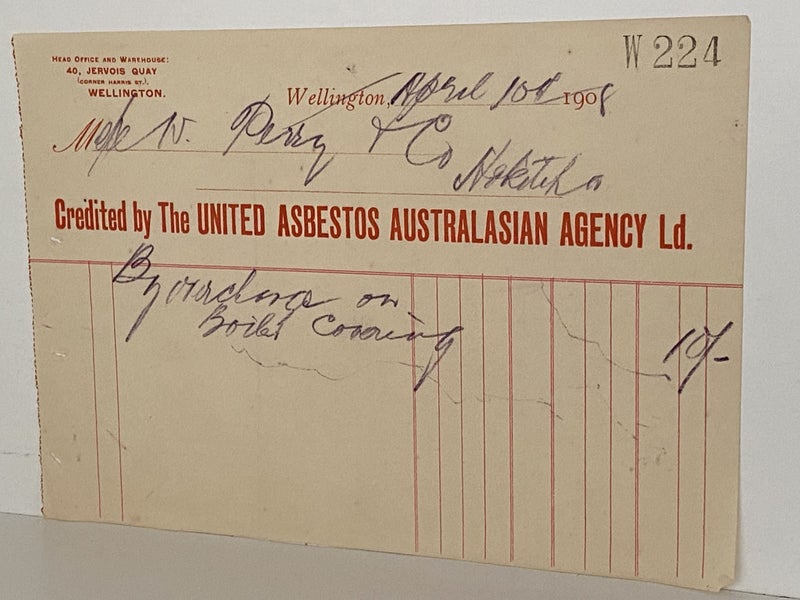 HEAD OFFICE AND WAREHOUSE:
40, JERVOIS QUAY
(CORNER HARRIS ST.),
WELLINGTON.
W 224
Wellington, April 10th 1908
W. Perry & Co
Hokitika
Credited by The UNITED ASBESTOS AUSTRALASIAN AGENCY Ld.
By overcharge on
Boiler Covering 10/-